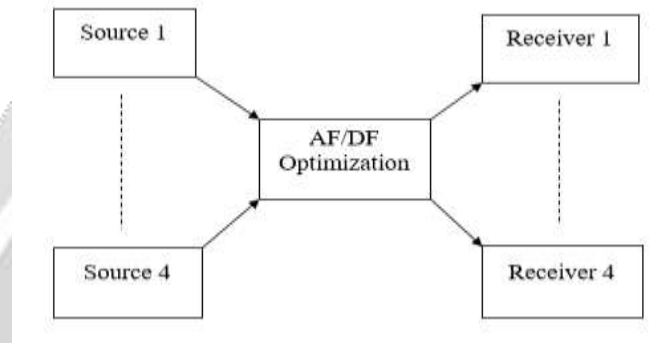 Source 1
Receiver 1
AF/DF
Optimization
Source 4
Receiver 4